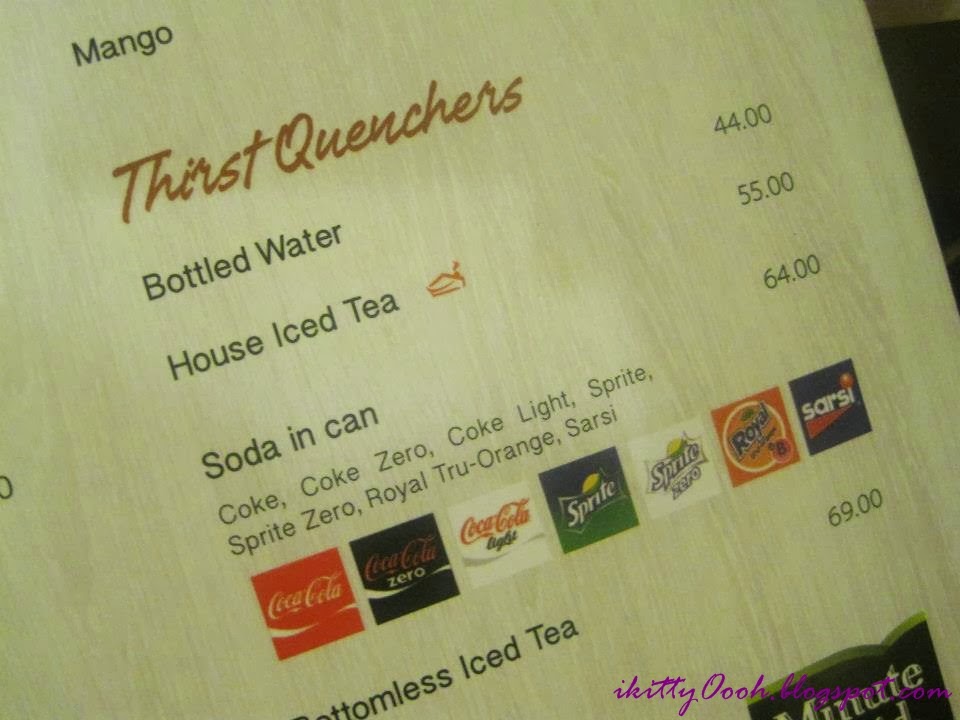 Mango
Thirst Quenchers
Bottled Water 44.00
House Iced Tea 55.00
Soda in can 64.00
Coke, Coke Zero, Coke Light, Sprite,
Sprite Zero, Royal Tru-Orange, Sarsi
Coca-Cola
Coca-Cola zero
Coca-Cola light
Sprite
Sprite zero
Royal
sarsi
Bottomless Iced Tea 69.00
Minute
ikittyOooh.blogspot.com